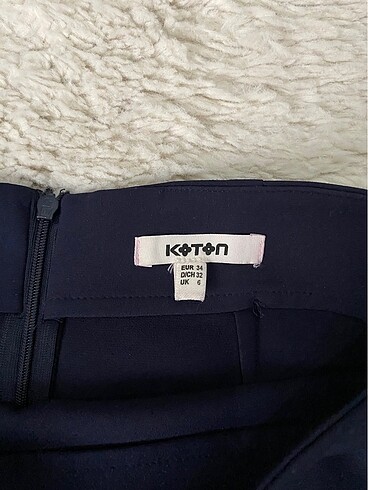 KOTON
EUR 34
D/CH 32
UK 6